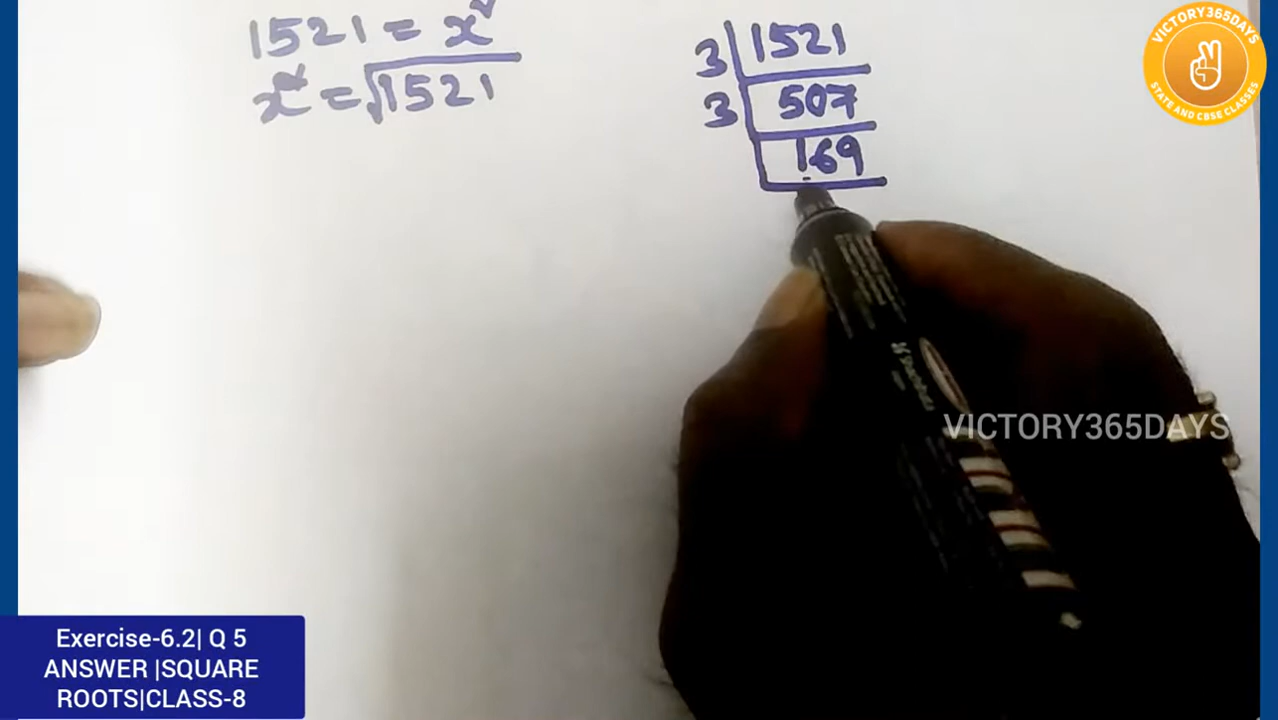 1521 = x²
x² = √1521
3 | 1521
3 | 507
169
VICTORY365DAYS
STATE AND CBSE CLASSES
VICTORY365DAYS
Exercise-6.2| Q 5
ANSWER |SQUARE
ROOTS|CLASS-8